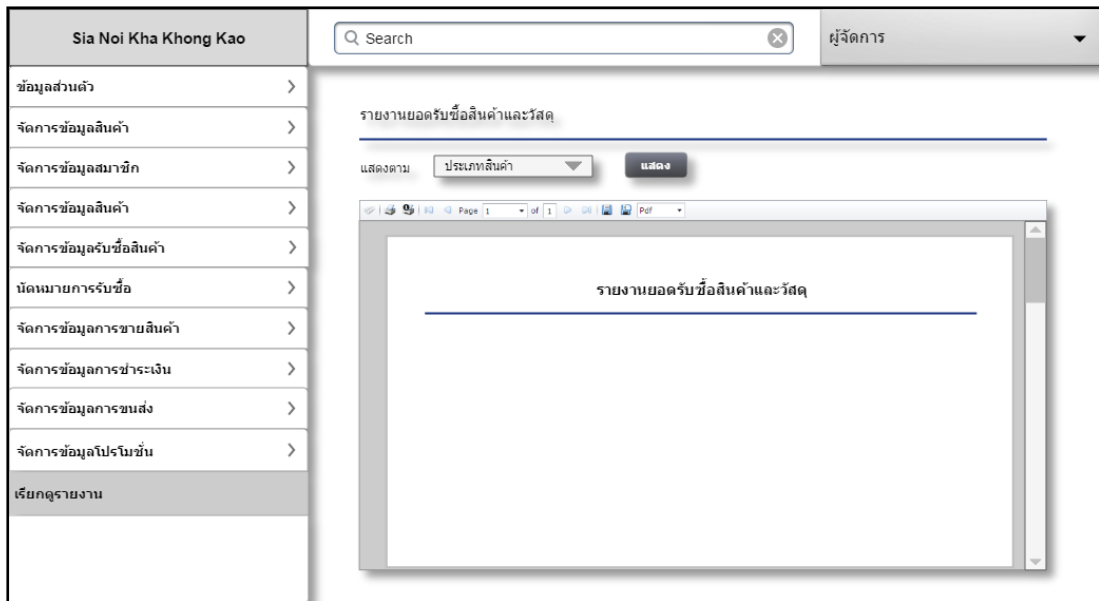 Sia Noi Kha Khong Kao
Search
ผู้จัดการ
ข้อมูลส่วนตัว
จัดการข้อมูลสินค้า
จัดการข้อมูลสมาชิก
จัดการข้อมูลสินค้า
จัดการข้อมูลรับซื้อสินค้า
นัดหมายการรับซื้อ
จัดการข้อมูลการขายสินค้า
จัดการข้อมูลการชำระเงิน
จัดการข้อมูลการขนส่ง
จัดการข้อมูลโปรโมชั่น
เรียกดูรายงาน
รายงานยอดรับซื้อสินค้าและวัสดุ
แสดงตาม ประเภทสินค้า แสดง
Page 1 of 1 Pdf
รายงานยอดรับซื้อสินค้าและวัสดุ